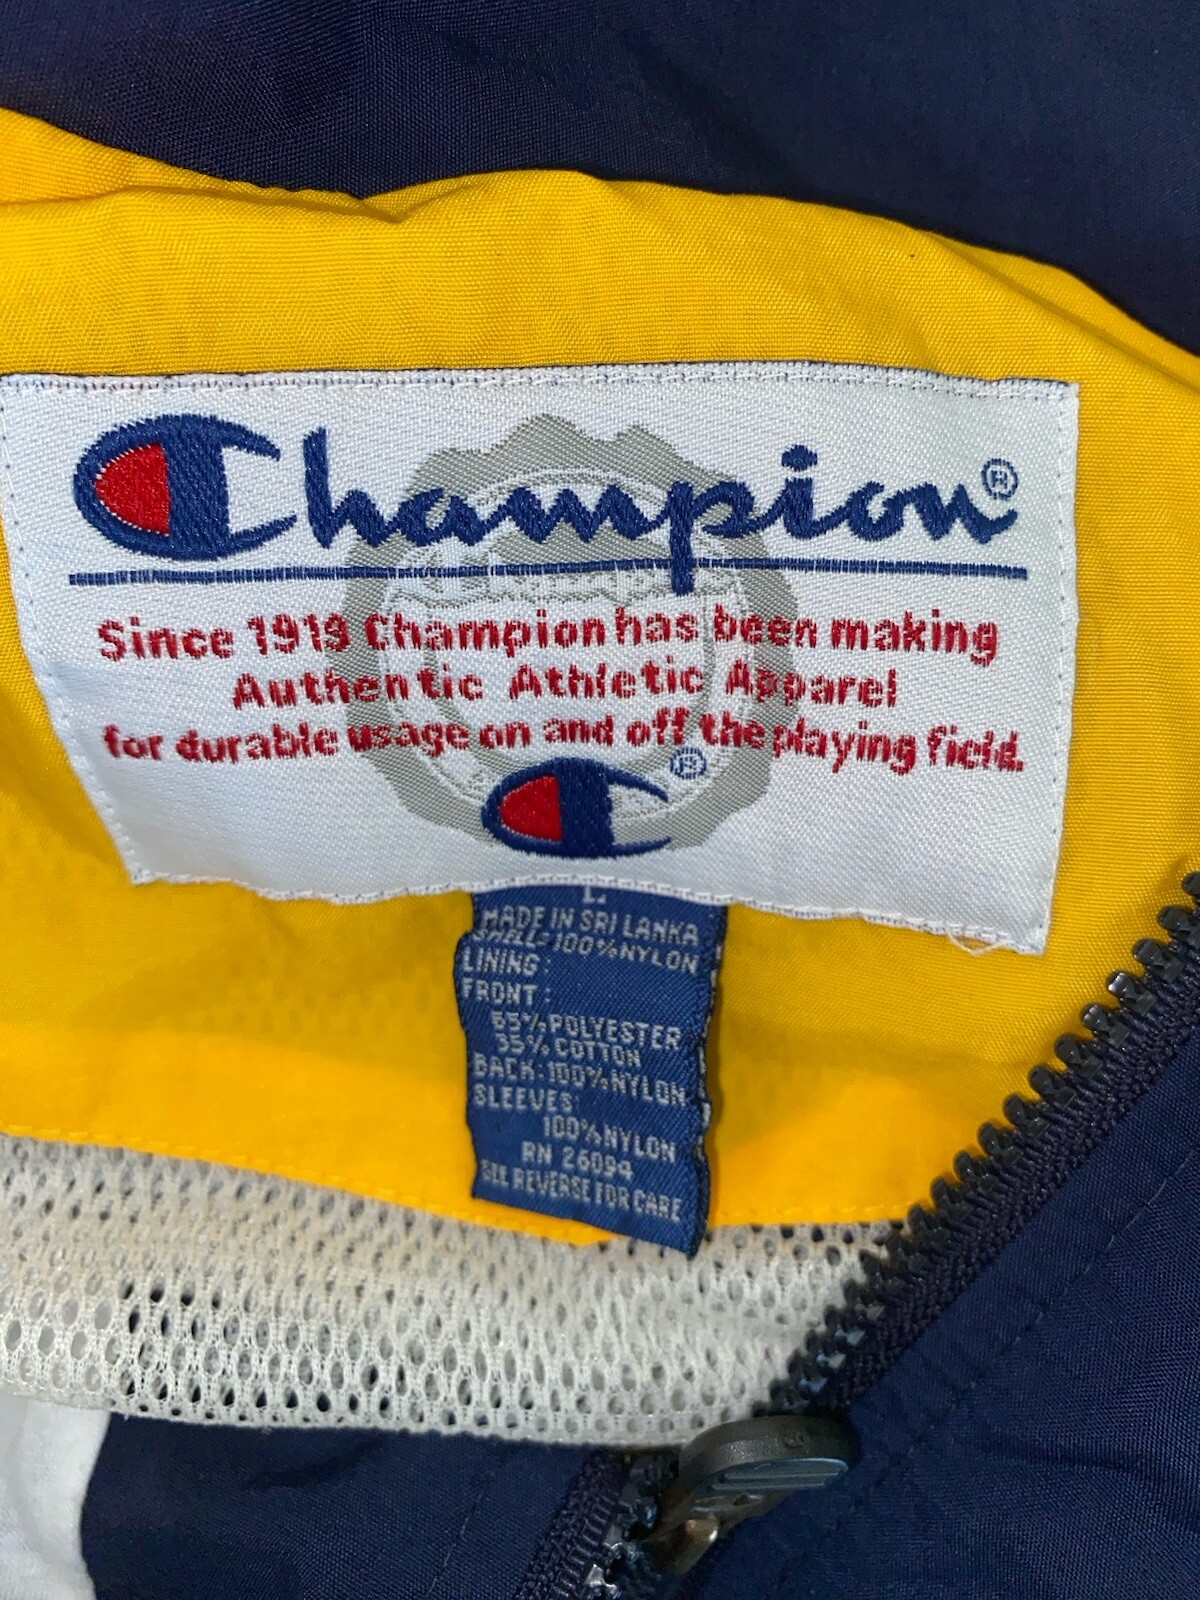 Champion®
Since 1919 Champion has been making
Authentic Athletic Apparel
for durable usage on and off the playing field.
®
L
MADE IN SRI LANKA
SHELL:100%NYLON
LINING:
FRONT:
65%POLYESTER
35%COTTON
BACK:100%NYLON
SLEEVES:
100%NYLON
RN 26094
SEE REVERSE FOR CARE